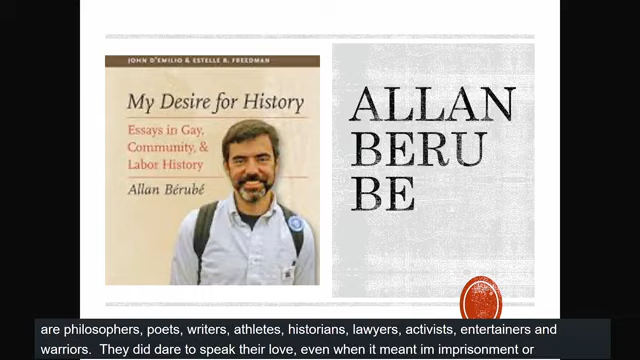 JOHN D'EMILIO & ESTELLE B. FREEDMAN
My Desire for History
Essays in Gay,
Community, &
Labor History
Allan Bérubé
ALLAN
BERU
BE
are philosophers, poets, writers, athletes, historians, lawyers, activists, entertainers and
warriors. They did dare to speak their love, even when it meant im imprisonment or